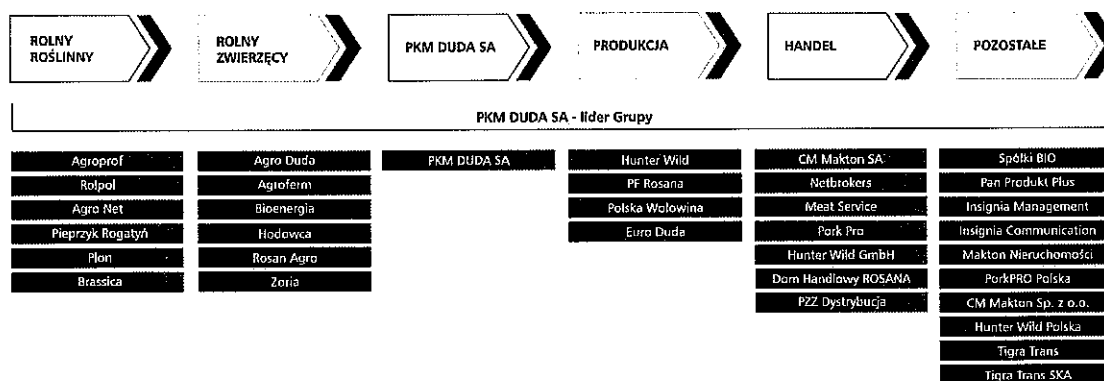 ROLNY
ROŚLINNY
ROLNY
ZWIERZĘCY
PKM DUDA SA
PRODUKCJA
HANDEL
POZOSTAŁE
PKM DUDA SA - lider Grupy
Agroprof
Rolpol
Agro Net
Pieprzyk Rogatyń
Plon
Brassica
Agro Duda
Agroferm
Bioenergia
Hodowca
Rosan Agro
Zoria
PKM DUDA SA
Hunter Wild
PF Rosana
Polska Wołowina
Euro Duda
CM Makton SA
Netbrokers
Meat Service
Pork Pro
Hunter Wild GmbH
Dom Handlowy ROSANA
PZZ Dystrybucja
Spółki BIO
Pan Produkt Plus
Insignia Management
Insignia Communication
Makton Nieruchomości
PorkPRO Polska
CM Makton Sp. z o.o.
Hunter Wild Polska
Tigra Trans
Tigra Trans SKA